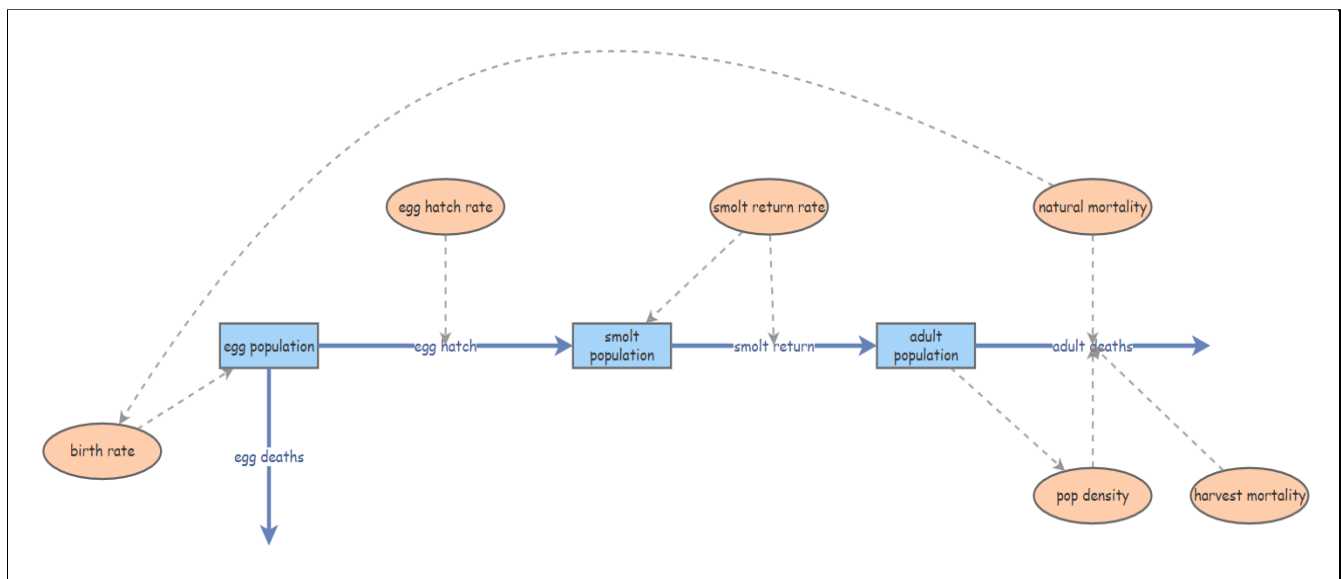 egg hatch rate
smolt return rate
natural mortality
egg population
egg hatch
smolt
population
smolt return
adult
population
adult deaths
birth rate
egg deaths
pop density
harvest mortality